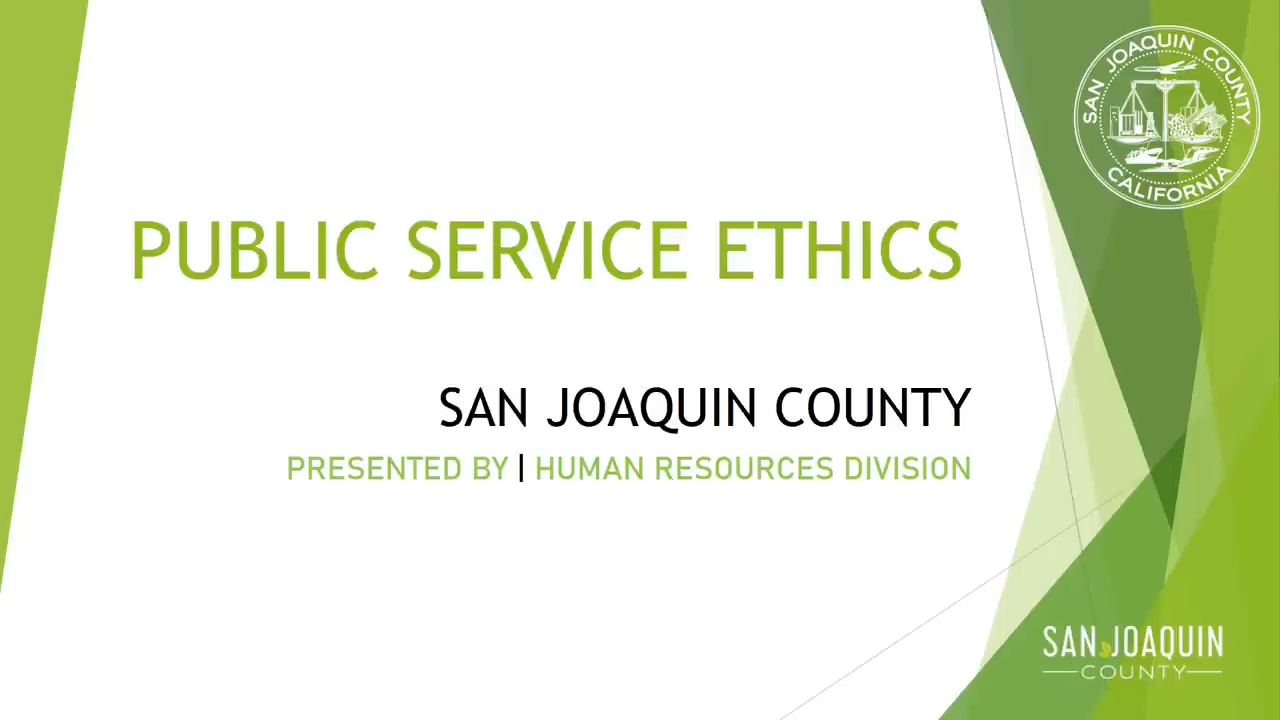 SAN JOAQUIN COUNTY
CALIFORNIA
PUBLIC SERVICE ETHICS
SAN JOAQUIN COUNTY
PRESENTED BY | HUMAN RESOURCES DIVISION
SAN JOAQUIN
COUNTY